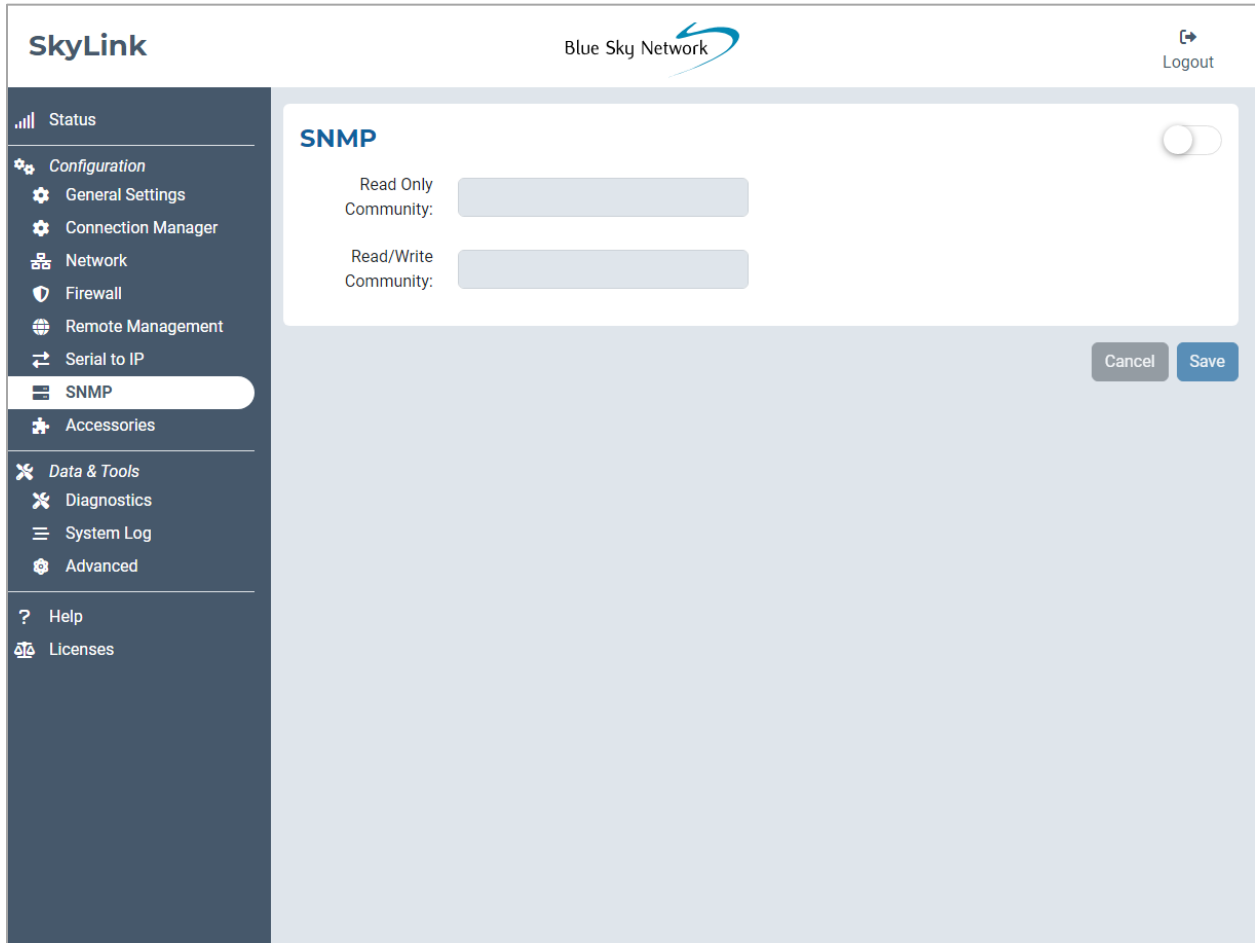 SkyLink
Blue Sky Network
Logout
Status
Configuration
General Settings
Connection Manager
Network
Firewall
Remote Management
Serial to IP
SNMP
Accessories
Data & Tools
Diagnostics
System Log
Advanced
? Help
Licenses
SNMP
Read Only
Community:
Read/Write
Community:
Cancel
Save